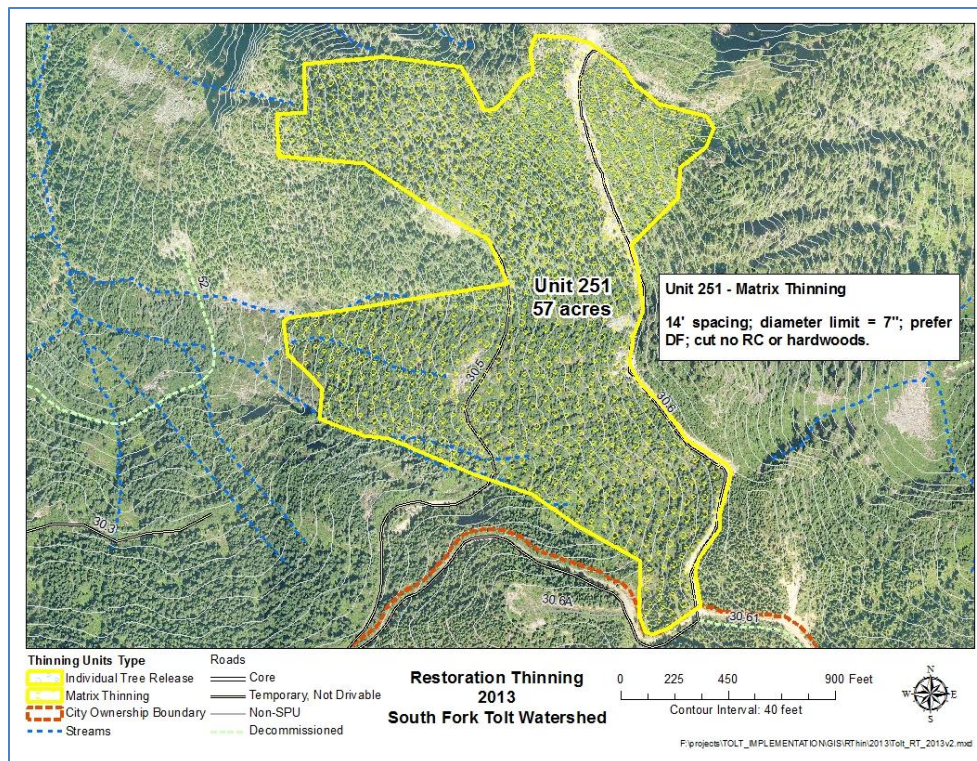 52
Unit 251
57 acres
Unit 251 - Matrix Thinning
14' spacing; diameter limit = 7"; prefer
DF; cut no RC or hardwoods.
30.5
30.6
30.3
30.6A
30.61
Thinning Units Type
Individual Tree Release
Matrix Thinning
City Ownership Boundary
Streams
Roads
Core
Temporary, Not Drivable
Non-SPU
Decommissioned
Restoration Thinning
2013
South Fork Tolt Watershed
0 225 450 900 Feet
Contour Interval: 40 feet
N
W E
S
F:\projects\TOLT_IMPLEMENTATION\GIS\RThin\2013\Tolt_RT_2013v2.mxd